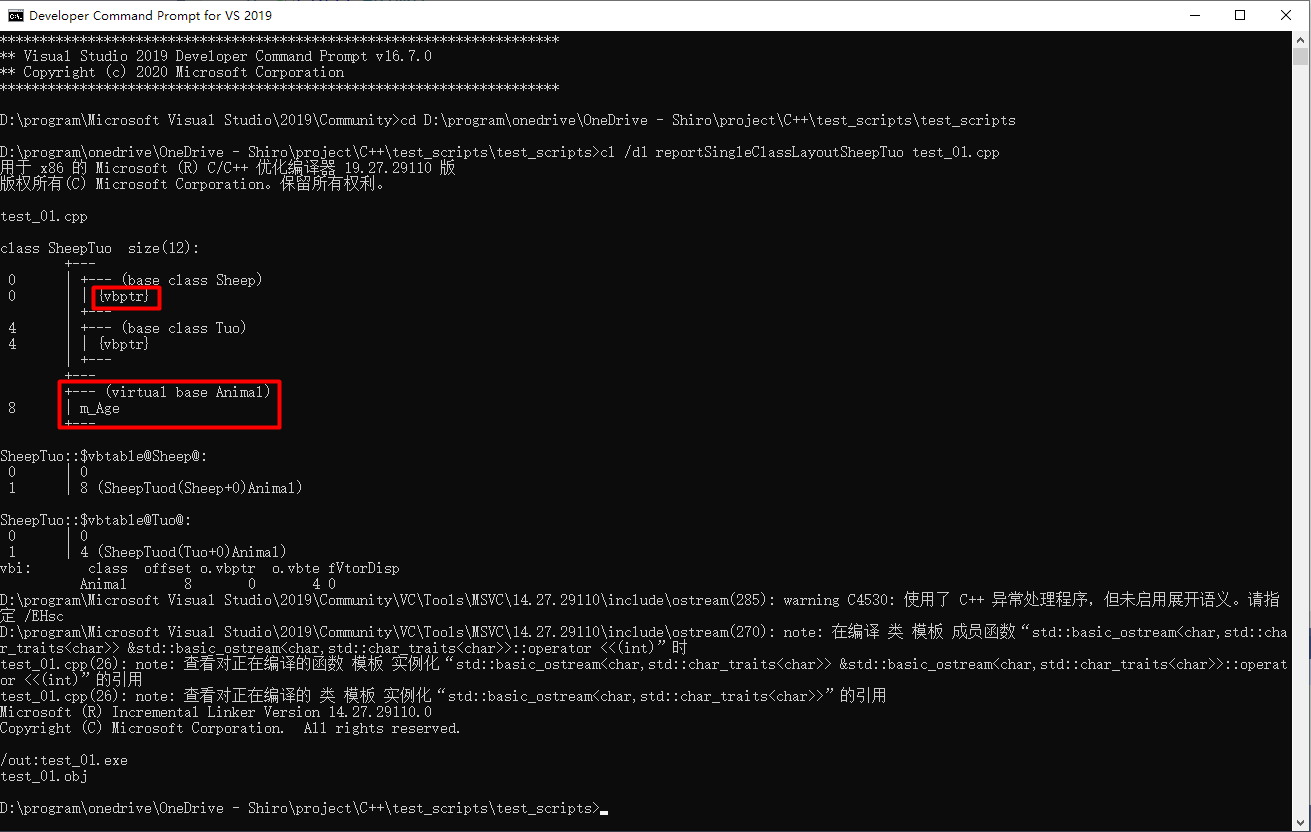 Developer Command Prompt for VS 2019
**********************************************************************
** Visual Studio 2019 Developer Command Prompt v16.7.0
** Copyright (c) 2020 Microsoft Corporation
**********************************************************************
D:\program\Microsoft Visual Studio\2019\Community>cd D:\program\onedrive\OneDrive - Shiro\project\C++\test_scripts\test_scripts
D:\program\onedrive\OneDrive - Shiro\project\C++\test_scripts\test_scripts>cl /d1 reportSingleClassLayoutSheepTuo test_01.cpp
用于 x86 的 Microsoft (R) C/C++ 优化编译器 19.27.29110 版
版权所有(C) Microsoft Corporation。保留所有权利。
test_01.cpp
class SheepTuo  size(12):
        +---
 0      | +--- (base class Sheep)
 0      | | {vbptr}
        | +---
 4      | +--- (base class Tuo)
 4      | | {vbptr}
        | +---
        +---
        +--- (virtual base Animal)
 8      | m_Age
        +---
SheepTuo::$vbtable@Sheep@:
 0      | 0
 1      | 8 (SheepTuod(Sheep+0)Animal)
SheepTuo::$vbtable@Tuo@:
 0      | 0
 1      | 4 (SheepTuod(Tuo+0)Animal)
vbi:       class  offset o.vbptr  o.vbte fVtorDisp
          Animal       8       0       4 0
D:\program\Microsoft Visual Studio\2019\Community\VC\Tools\MSVC\14.27.29110\include\ostream(285): warning C4530: 使用了 C++ 异常处理程序，但未启用展开语义。请指
定 /EHsc
D:\program\Microsoft Visual Studio\2019\Community\VC\Tools\MSVC\14.27.29110\include\ostream(270): note: 在编译 类 模板 成员函数“std::basic_ostream<char,std::cha
r_traits<char>> &std::basic_ostream<char,std::char_traits<char>>::operator <<(int)”时
test_01.cpp(26): note: 查看对正在编译的函数 模板 实例化“std::basic_ostream<char,std::char_traits<char>> &std::basic_ostream<char,std::char_traits<char>>::operat
or <<(int)”的引用
test_01.cpp(26): note: 查看对正在编译的 类 模板 实例化“std::basic_ostream<char,std::char_traits<char>>”的引用
Microsoft (R) Incremental Linker Version 14.27.29110.0
Copyright (C) Microsoft Corporation.  All rights reserved.
/out:test_01.exe
test_01.obj
D:\program\onedrive\OneDrive - Shiro\project\C++\test_scripts\test_scripts>